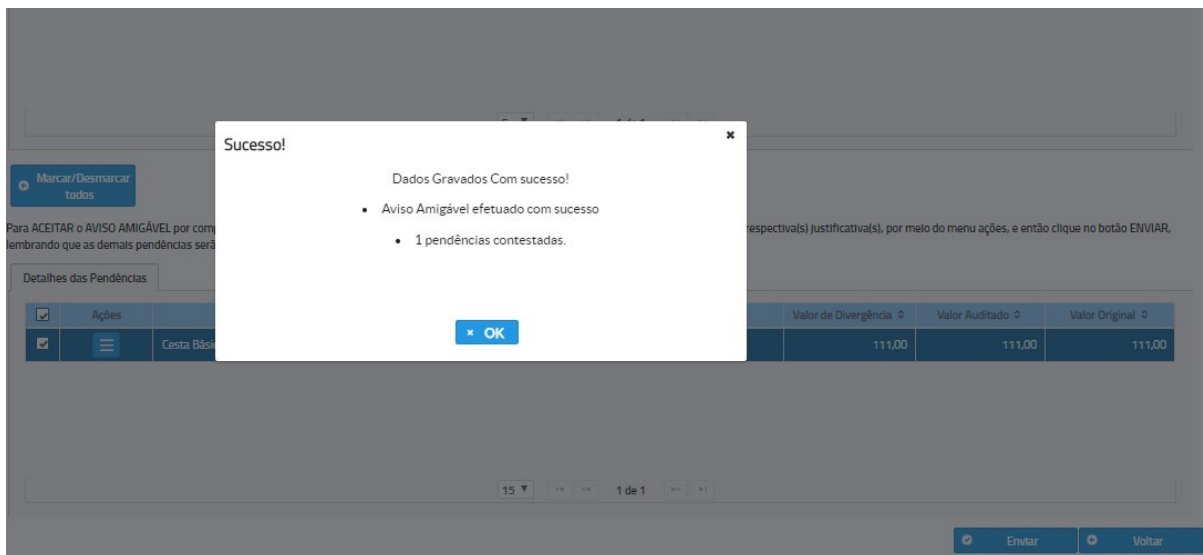 1 de 1
Sucesso!
Dados Gravados Com sucesso!
Aviso Amigável efetuado com sucesso
1 pendências contestadas.
OK
Marcar/Desmarcar
todos
Para ACEITAR o AVISO AMIGÁVEL por respectiva(s) justificativa(s), por meio do menu ações, e então clique no botão ENVIAR,
lembrando que as demais pendências
Detalhes das Pendências
Ações Valor de Divergência Valor Auditado Valor Original
Cesta 111,00 111,00 111,00
15 1 de 1
Enviar Voltar